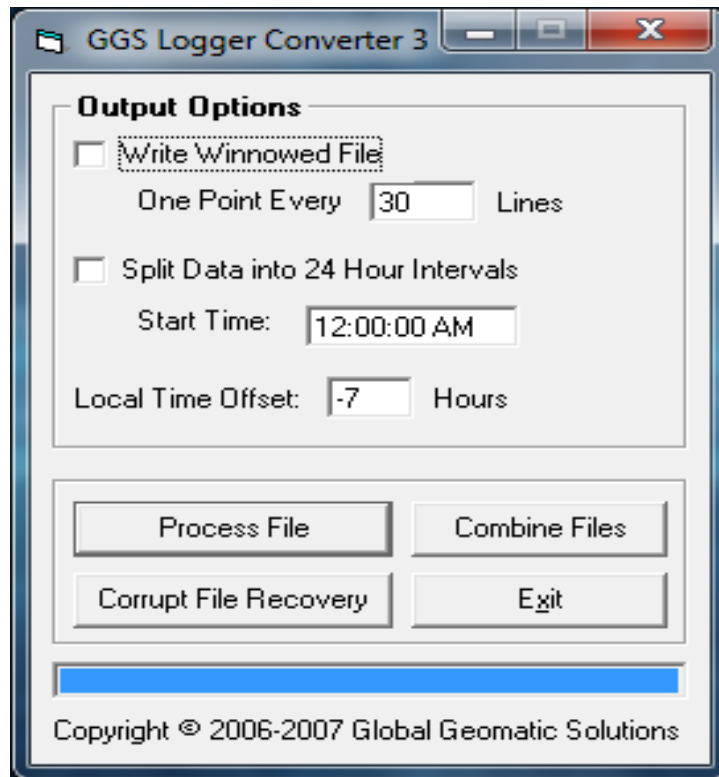 GGS Logger Converter 3
Output Options
Write Winnowed File
One Point Every 30 Lines
Split Data into 24 Hour Intervals
Start Time: 12:00:00 AM
Local Time Offset: -7 Hours
Process File Combine Files
Corrupt File Recovery Exit
Copyright © 2006-2007 Global Geomatic Solutions